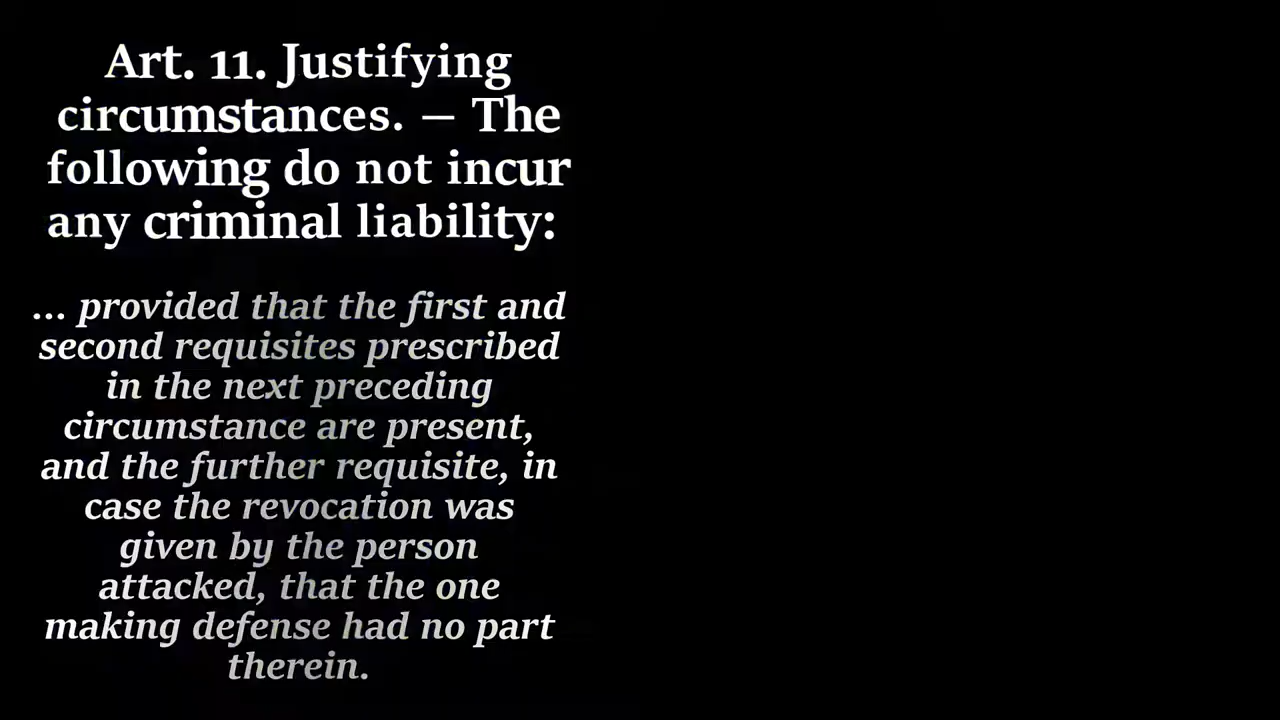 Art. 11. Justifying
circumstances. — The
following do not incur
any criminal liability:
... provided that the first and
second requisites prescribed
in the next preceding
circumstance are present,
and the further requisite, in
case the revocation was
given by the person
attacked, that the one
making defense had no part
therein.